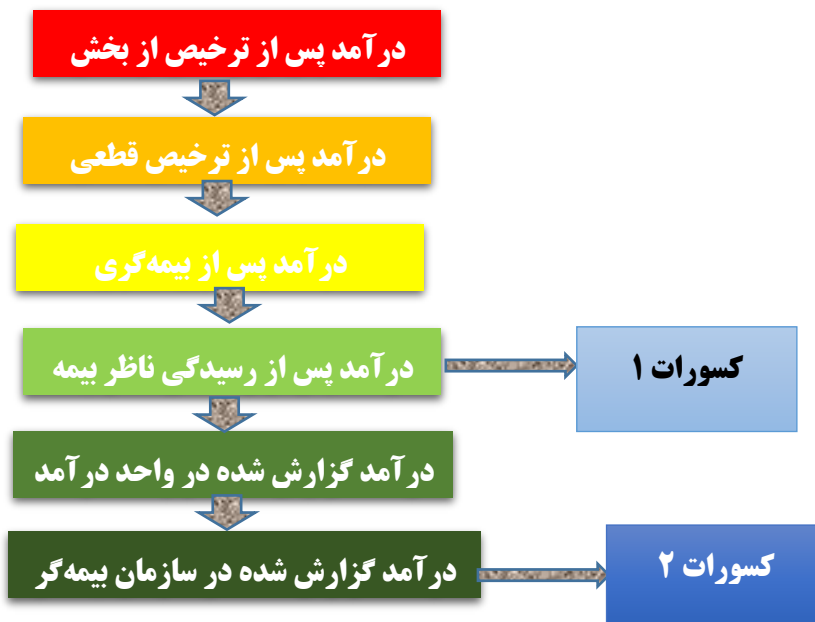 درآمد پس از ترخیص از بخش
درآمد پس از ترخیص قطعی
درآمد پس از بیمه‌گری
درآمد پس از رسیدگی ناظر بیمه
کسورات ۱
درآمد گزارش شده در واحد درآمد
درآمد گزارش شده در سازمان بیمه‌گر
کسورات ۲